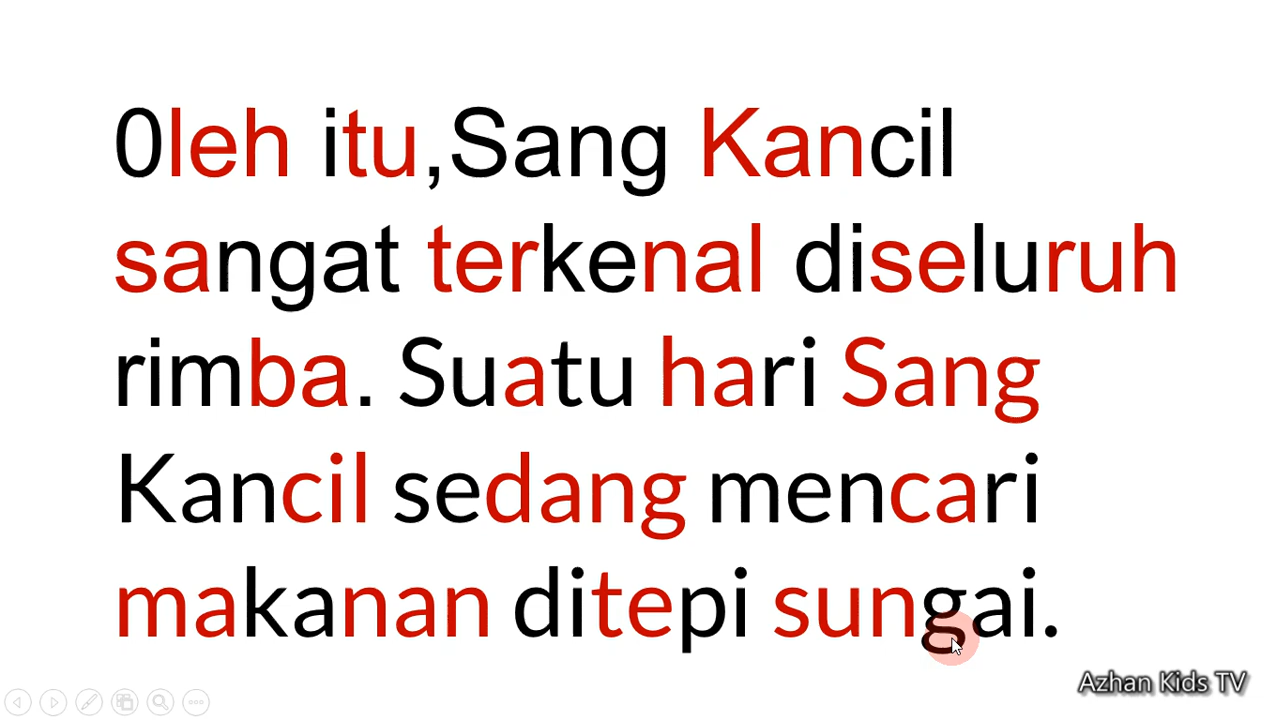 0leh itu,Sang Kancil
sangat terkenal diseluruh
rimba. Suatu hari Sang
Kancil sedang mencari
makanan ditepi sungai.
Azhan Kids TV